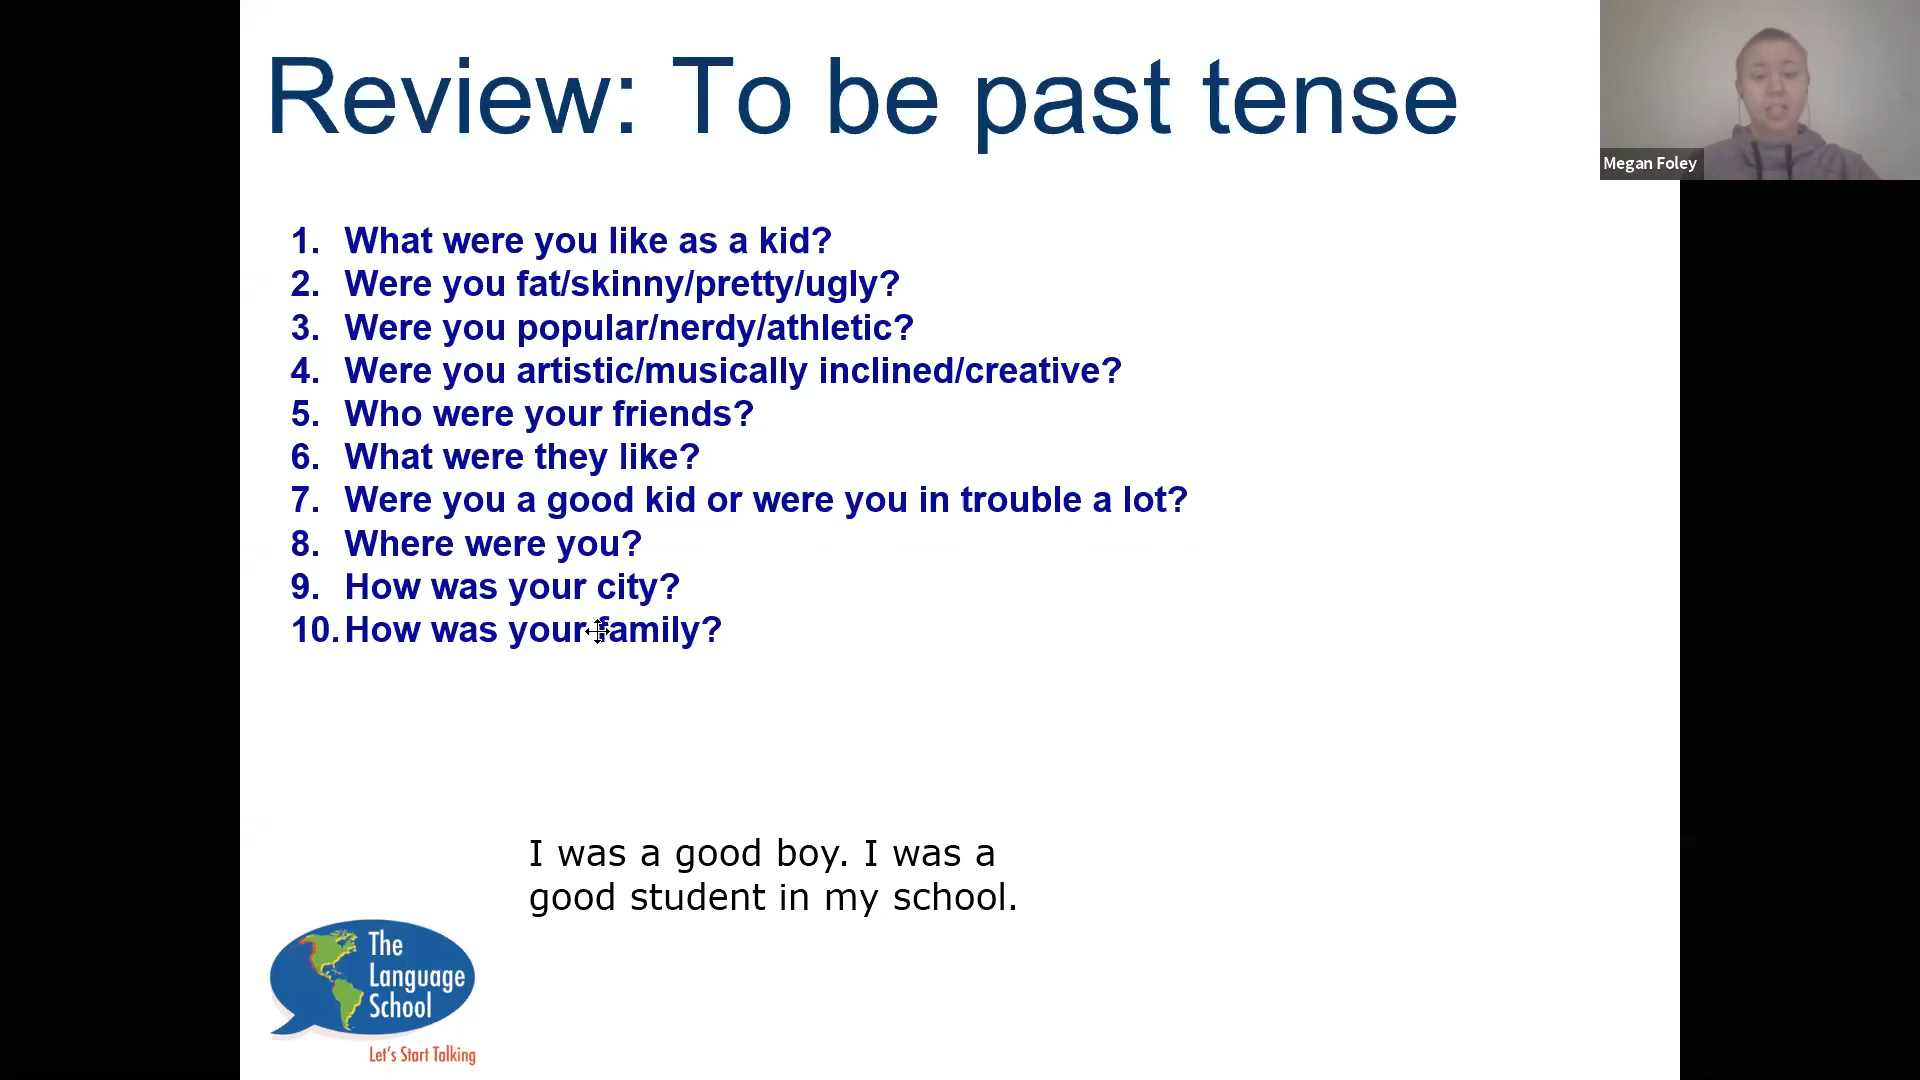 Review: To be past tense
Megan Foley
1. What were you like as a kid?
2. Were you fat/skinny/pretty/ugly?
3. Were you popular/nerdy/athletic?
4. Were you artistic/musically inclined/creative?
5. Who were your friends?
6. What were they like?
7. Were you a good kid or were you in trouble a lot?
8. Where were you?
9. How was your city?
10. How was your family?
I was a good boy. I was a
good student in my school.
The
Language
School
Let's Start Talking